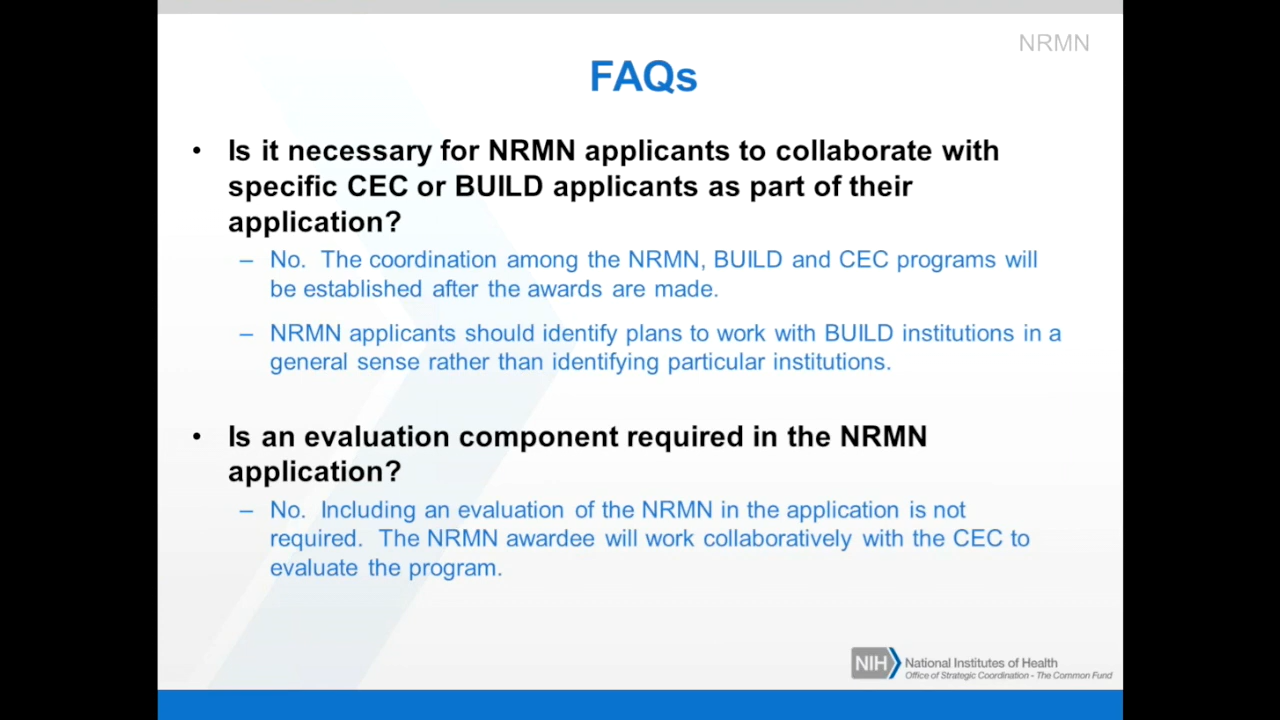 NRMN
FAQs
• Is it necessary for NRMN applicants to collaborate with
specific CEC or BUILD applicants as part of their
application?
– No. The coordination among the NRMN, BUILD and CEC programs will
be established after the awards are made.
– NRMN applicants should identify plans to work with BUILD institutions in a
general sense rather than identifying particular institutions.
• Is an evaluation component required in the NRMN
application?
– No. Including an evaluation of the NRMN in the application is not
required. The NRMN awardee will work collaboratively with the CEC to
evaluate the program.
NIH National Institutes of Health
Office of Strategic Coordination - The Common Fund